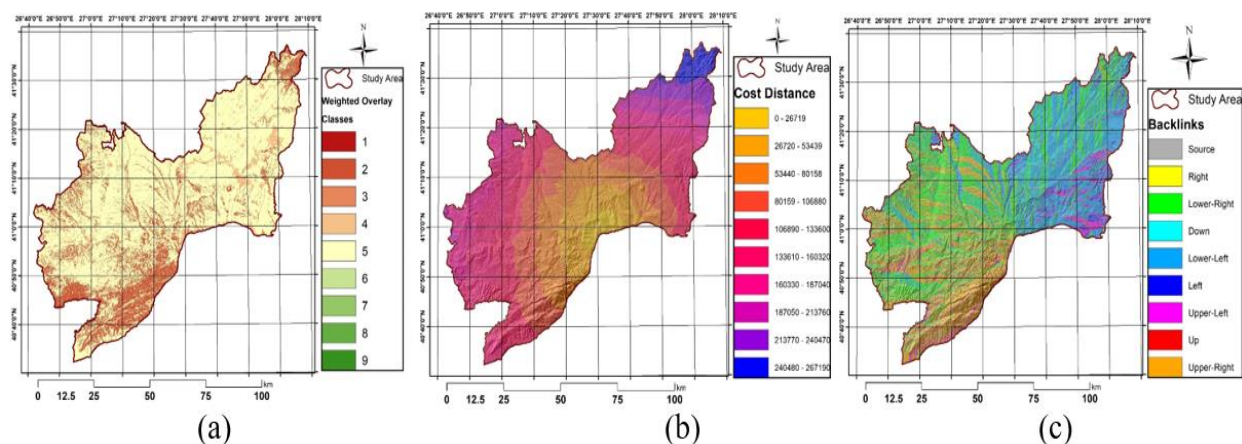 27°0'0"E 27°10'0"E 27°20'0"E 27°30'0"E 27°40'0"E 27°50'0"E 28°0'0"E 28°10'0"E
N
41°30'0"N
41°20'0"N
41°10'0"N
41°0'0"N
40°50'0"N
40°40'0"N
Study Area
Weighted Overlay
Classes
1
2
3
4
5
6
7
8
9
km
0 12.5 25 50 75 100
(a)
27°0'0"E 27°10'0"E 27°20'0"E 27°30'0"E 27°40'0"E 27°50'0"E 28°0'0"E 28°10'0"E
N
Study Area
Cost Distance
0 - 26719
26720 - 53439
53440 - 80158
80159 - 106880
106890 - 133600
133610 - 160320
160330 - 187040
187050 - 213760
213770 - 240470
240480 - 267190
km
0 12.5 25 50 75 100
(b)
27°0'0"E 27°10'0"E 27°20'0"E 27°30'0"E 27°40'0"E 27°50'0"E 28°0'0"E 28°10'0"E
N
Study Area
Backlinks
Source
Right
Lower-Right
Down
Lower-Left
Left
Upper-Left
Up
Upper-Right
km
0 12.5 25 50 75 100
(c)